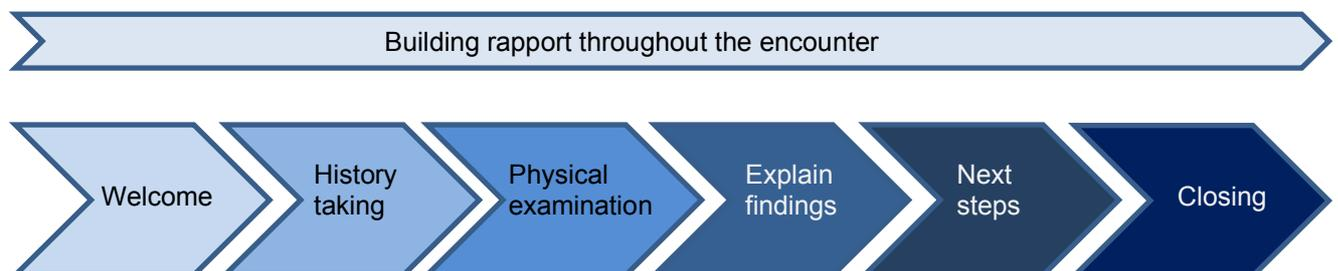 Building rapport throughout the encounter
Welcome
History
taking
Physical
examination
Explain
findings
Next
steps
Closing